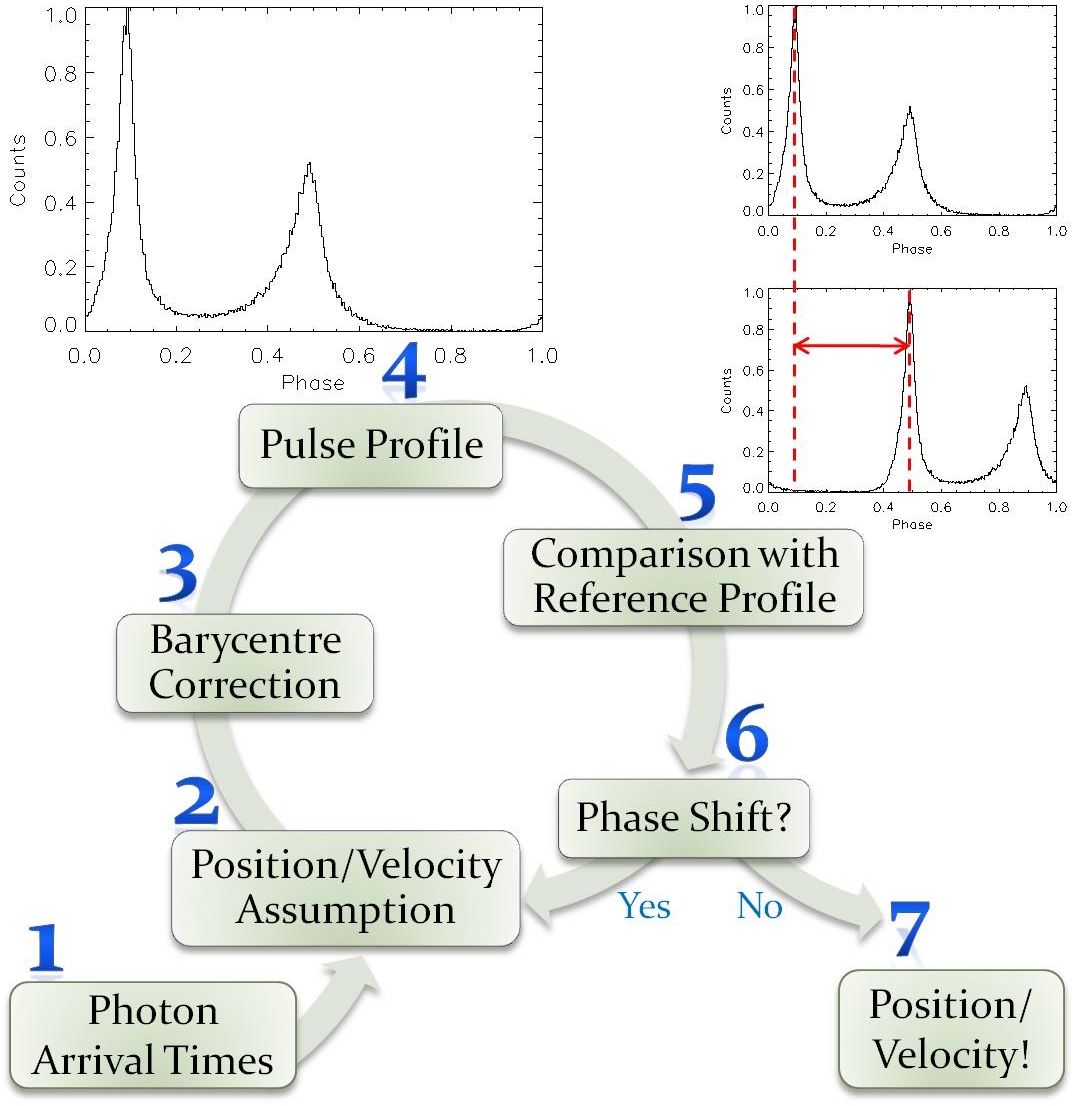 1.0
0.8
0.6
0.4
0.2
0.0
Counts
0.0 0.2 0.4 0.6 0.8 1.0
Phase
1.0
0.8
0.6
0.4
0.2
0.0
Counts
0.0 0.2 0.4 0.6 0.8 1.0
Phase
1.0
0.8
0.6
0.4
0.2
0.0
Counts
0.0 0.2 0.4 0.6 0.8 1.0
Phase
4
Pulse Profile
5
Comparison with
Reference Profile
3
Barycentre
Correction
6
Phase Shift?
2
Position/Velocity
Assumption
Yes No
1
Photon
Arrival Times
7
Position/
Velocity!